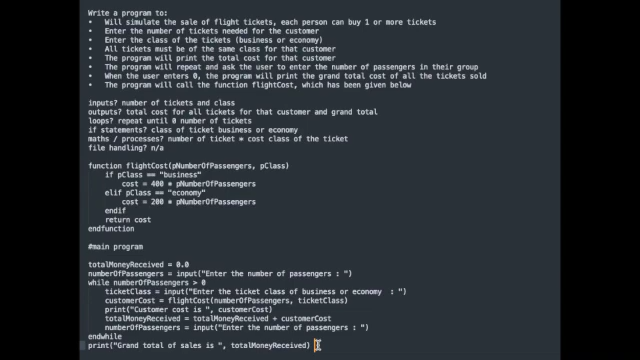 Write a program to:
• Will simulate the sale of flight tickets, each person can buy 1 or more tickets
• Enter the number of tickets needed for the customer
• Enter the class of the tickets (business or economy)
• All tickets must be of the same class for that customer
• The program will print the total cost for that customer
• The program will repeat and ask the user to enter the number of passengers in their group
• When the user enters 0, the program will print the grand total cost of all the tickets sold
• The program will call the function flightCost, which has been given below
inputs? number of tickets and class
outputs? total cost for all tickets for that customer and grand total
loops? repeat until 0 number of tickets
if statements? class of ticket business or economy
maths / processes? number of ticket * cost class of the ticket
file handling? n/a
function flightCost(pNumberOfPassengers, pClass)
if pClass == "business"
cost = 400 * pNumberOfPassengers
elif pClass =="economy"
cost = 200 * pNumberOfPassengers
endif
return cost
endfunction
#main program
totalMoneyReceived = 0.0
numberOfPassengers = input("Enter the number of passengers : ")
while numberOfPassengers > 0
ticketClass = input("Enter the ticket class of business or economy  : ")
customerCost = flightCost(numberOfPassengers, ticketClass)
print("Customer cost is ", customerCost)
totalMoneyReceived = totalMoneyReceived + customerCost
numberOfPassengers = input("Enter the number of passengers : ")
endwhile
print("Grand total of sales is ", totalMoneyReceived)